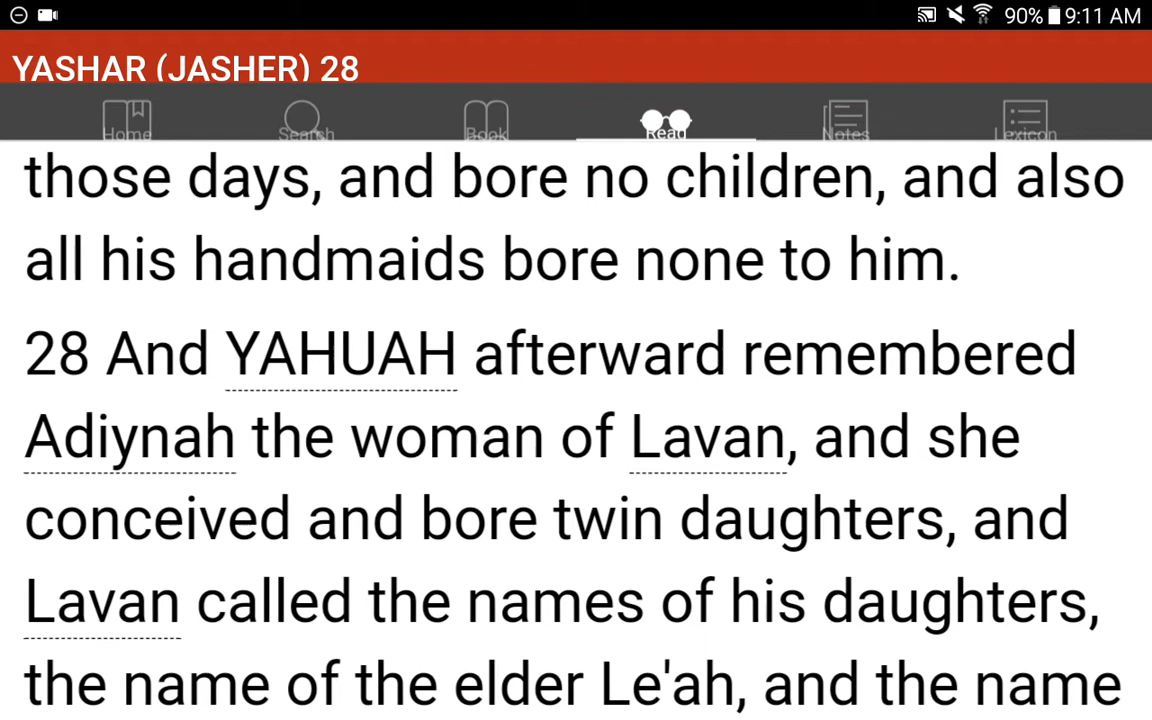 90% 9:11 AM
YASHAR (JASHER) 28
Home Search Book Read Notes Lexicon
those days, and bore no children, and also
all his handmaids bore none to him.
28 And YAHUAH afterward remembered
Adiynah the woman of Lavan, and she
conceived and bore twin daughters, and
Lavan called the names of his daughters,
the name of the elder Le'ah, and the name